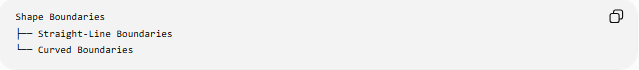 Shape Boundaries
├── Straight-Line Boundaries
└── Curved Boundaries